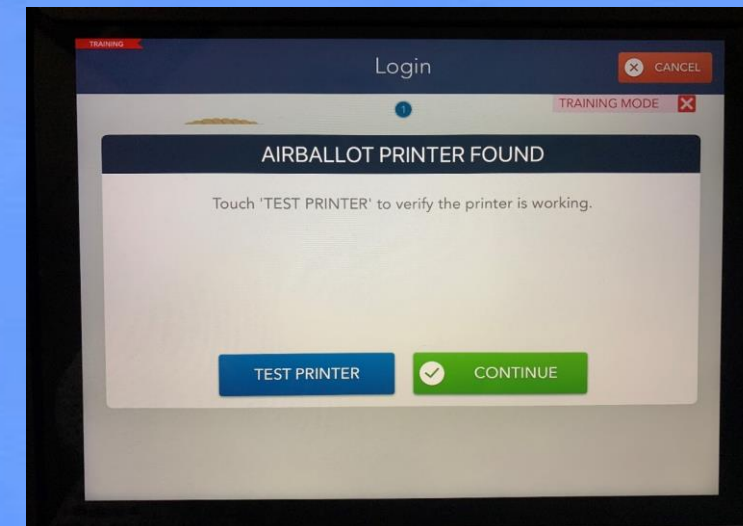 TRAINING
Login
CANCEL
1
TRAINING MODE
AIRBALLOT PRINTER FOUND
Touch 'TEST PRINTER' to verify the printer is working.
TEST PRINTER
CONTINUE